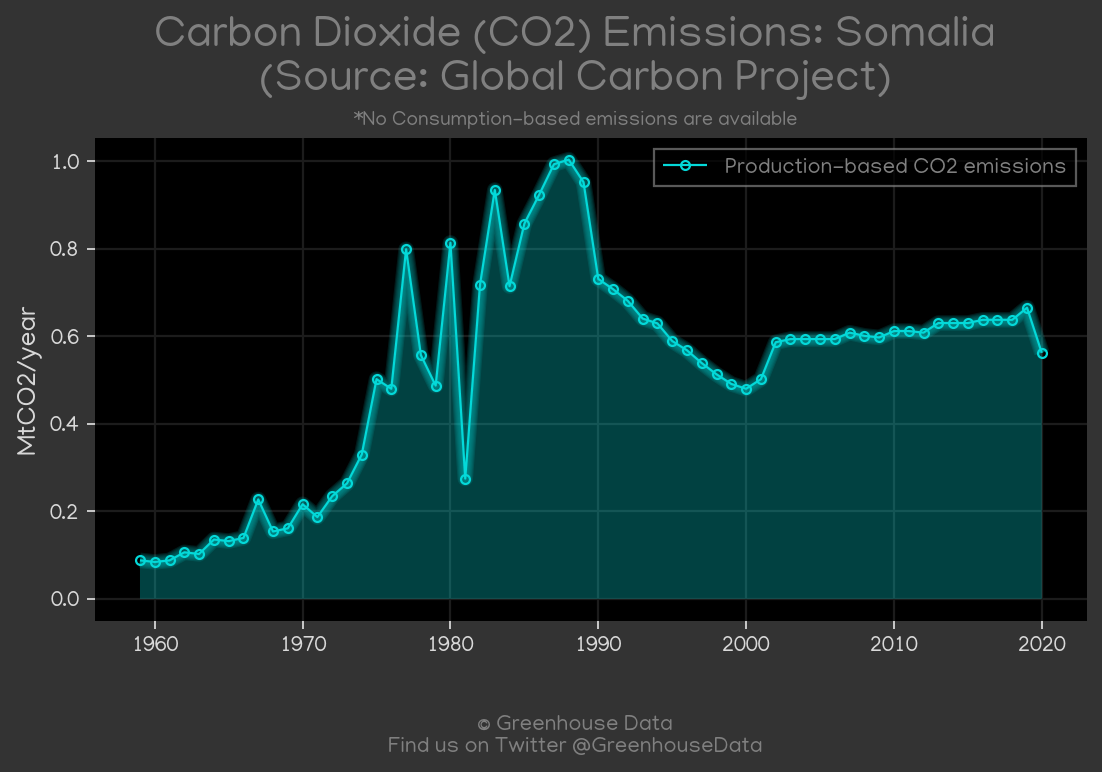 Carbon Dioxide (CO2) Emissions: Somalia
(Source: Global Carbon Project)
*No Consumption-based emissions are available
Production-based CO2 emissions
MtCO2/year
1.0
0.8
0.6
0.4
0.2
0.0
1960 1970 1980 1990 2000 2010 2020
© Greenhouse Data
Find us on Twitter @GreenhouseData